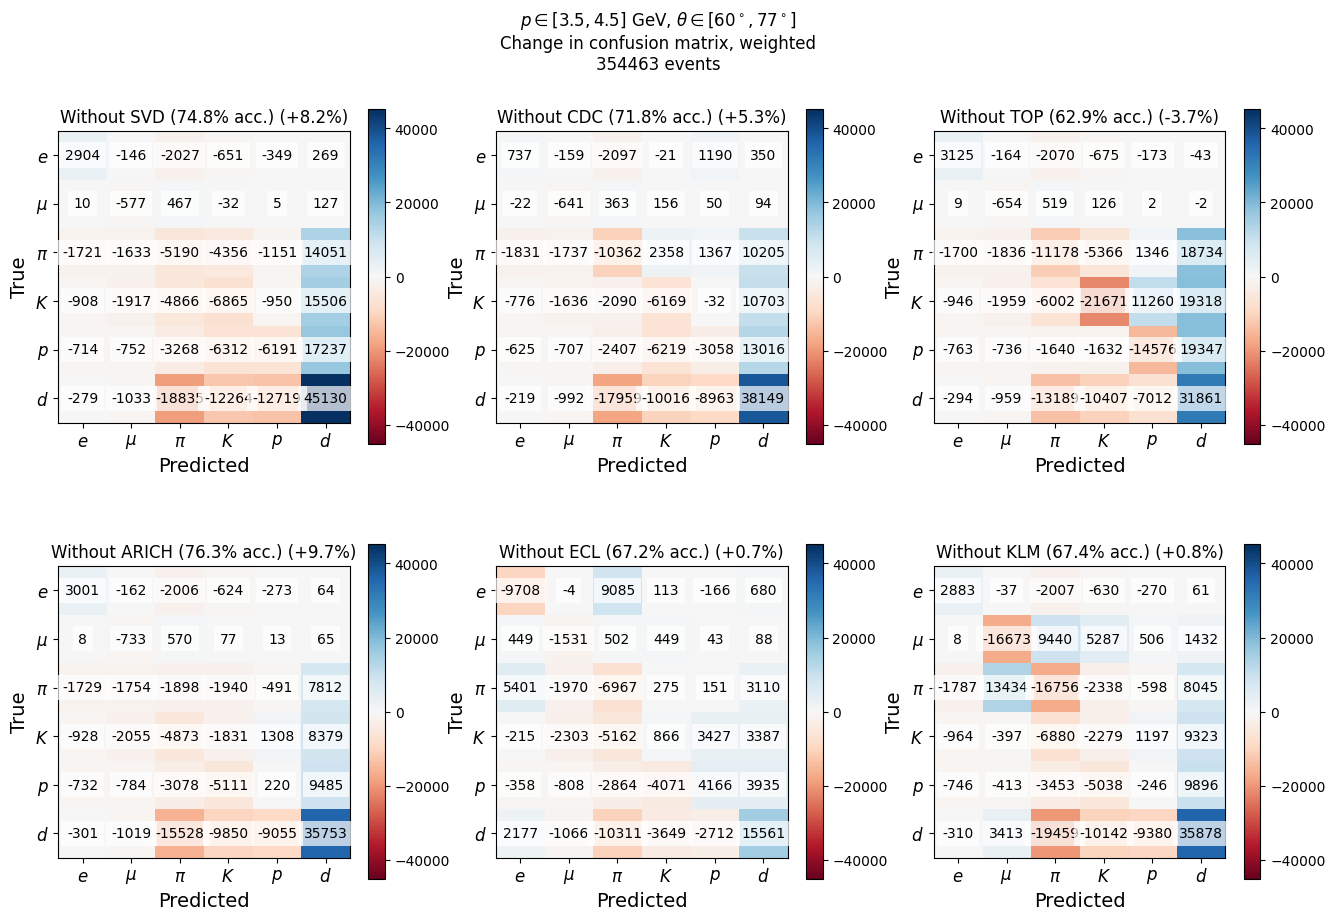 p ∈ [3.5, 4.5] GeV, θ ∈ [60°, 77°]
Change in confusion matrix, weighted
354463 events
Without SVD (74.8% acc.) (+8.2%)
e 2904 -146 -2027 -651 -349 269
μ 10 -577 467 -32 5 127
π -1721 -1633 -5190 -4356 -1151 14051
K -908 -1917 -4866 -6865 -950 15506
p -714 -752 -3268 -6312 -6191 17237
d -279 -1033 -18835 -12264 -12719 45130
e μ π K p d
Predicted
True
40000
20000
0
−20000
−40000
Without CDC (71.8% acc.) (+5.3%)
e 737 -159 -2097 -21 1190 350
μ -22 -641 363 156 50 94
π -1831 -1737 -10362 2358 1367 10205
K -776 -1636 -2090 -6169 -32 10703
p -625 -707 -2407 -6219 -3058 13016
d -219 -992 -17959 -10016 -8963 38149
e μ π K p d
Predicted
True
40000
20000
0
−20000
−40000
Without TOP (62.9% acc.) (-3.7%)
e 3125 -164 -2070 -675 -173 -43
μ 9 -654 519 126 2 -2
π -1700 -1836 -11178 -5366 1346 18734
K -946 -1959 -6002 -21671 11260 19318
p -763 -736 -1640 -1632 -14576 19347
d -294 -959 -13189 -10407 -7012 31861
e μ π K p d
Predicted
True
40000
20000
0
−20000
−40000
Without ARICH (76.3% acc.) (+9.7%)
e 3001 -162 -2006 -624 -273 64
μ 8 -733 570 77 13 65
π -1729 -1754 -1898 -1940 -491 7812
K -928 -2055 -4873 -1831 1308 8379
p -732 -784 -3078 -5111 220 9485
d -301 -1019 -15528 -9850 -9055 35753
e μ π K p d
Predicted
True
40000
20000
0
−20000
−40000
Without ECL (67.2% acc.) (+0.7%)
e -9708 -4 9085 113 -166 680
μ 449 -1531 502 449 43 88
π 5401 -1970 -6967 275 151 3110
K -215 -2303 -5162 866 3427 3387
p -358 -808 -2864 -4071 4166 3935
d 2177 -1066 -10311 -3649 -2712 15561
e μ π K p d
Predicted
True
40000
20000
0
−20000
−40000
Without KLM (67.4% acc.) (+0.8%)
e 2883 -37 -2007 -630 -270 61
μ 8 -16673 9440 5287 506 1432
π -1787 13434 -16756 -2338 -598 8045
K -964 -397 -6880 -2279 1197 9323
p -746 -413 -3453 -5038 -246 9896
d -310 3413 -19459 -10142 -9380 35878
e μ π K p d
Predicted
True
40000
20000
0
−20000
−40000